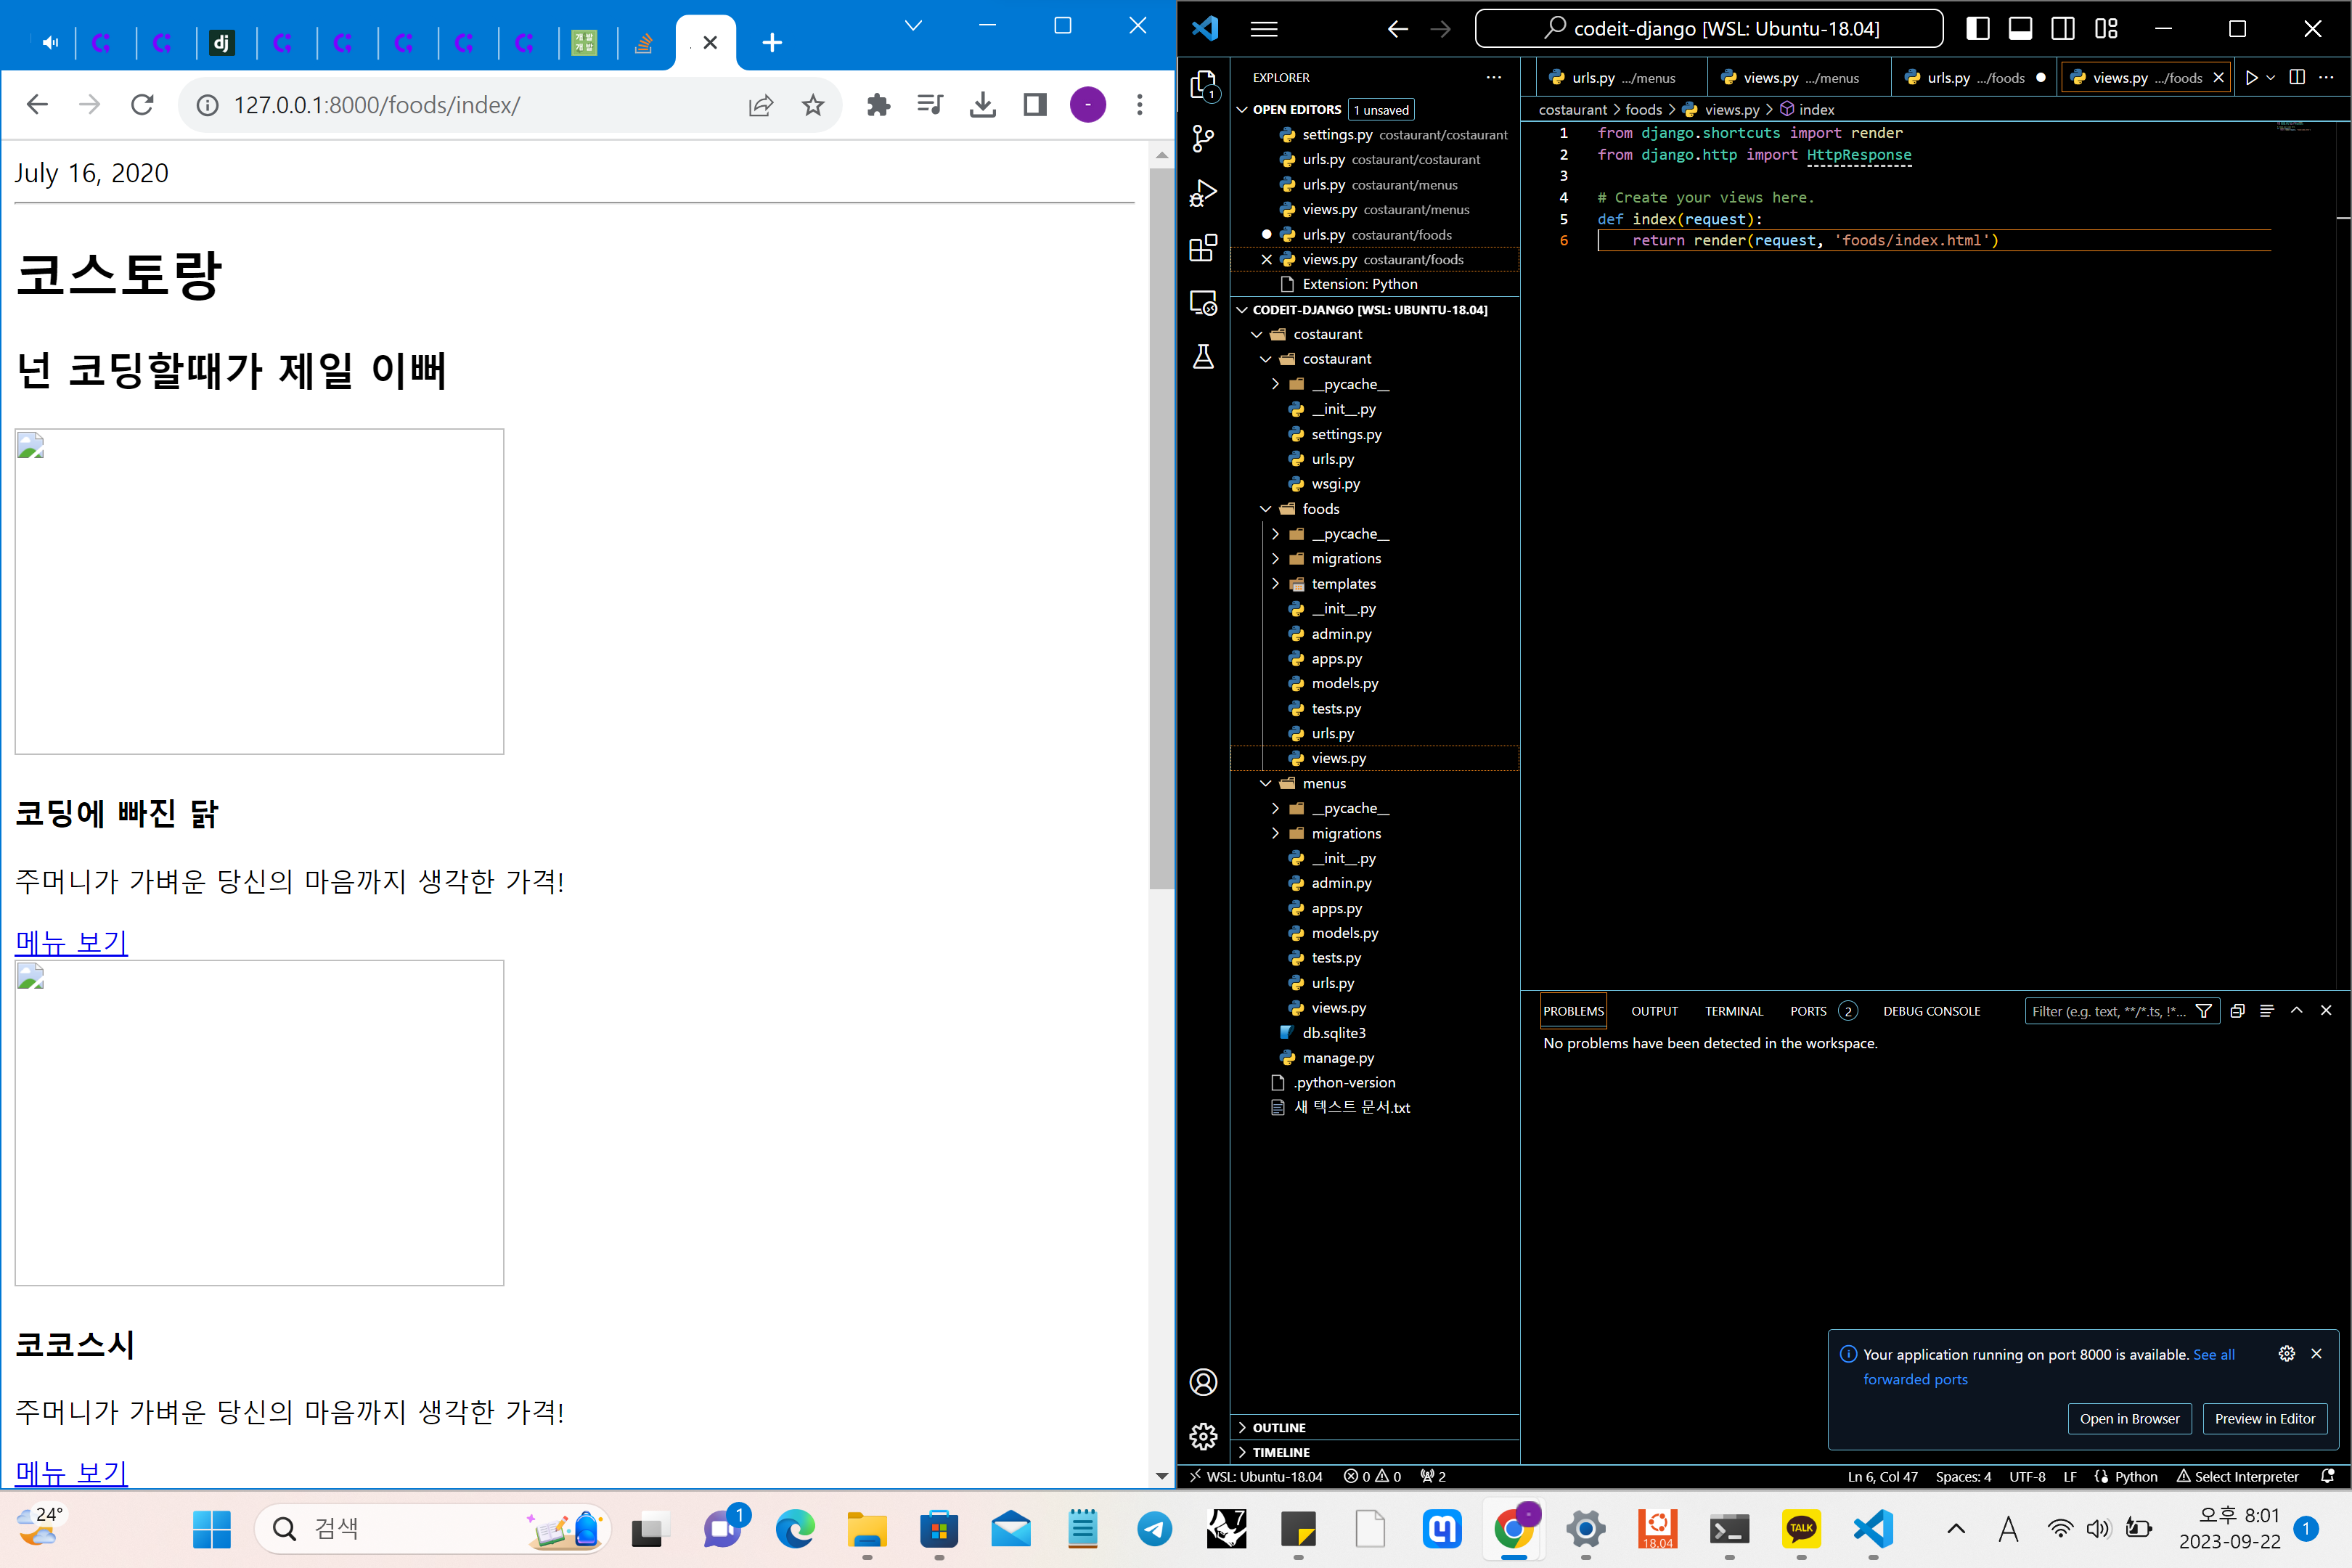 dj
개발
개발
127.0.0.1:8000/foods/index/
-
July 16, 2020
코스토랑
넌 코딩할때가 제일 이뻐
코딩에 빠진 닭
주머니가 가벼운 당신의 마음까지 생각한 가격!
메뉴 보기
코코스시
주머니가 가벼운 당신의 마음까지 생각한 가격!
메뉴 보기
codeit-django [WSL: Ubuntu-18.04]
1
EXPLORER
OPEN EDITORS 1 unsaved
settings.py costaurant/costaurant
urls.py costaurant/costaurant
urls.py costaurant/menus
views.py costaurant/menus
urls.py costaurant/foods
views.py costaurant/foods
Extension: Python
CODEIT-DJANGO [WSL: UBUNTU-18.04]
costaurant
costaurant
__pycache__
__init__.py
settings.py
urls.py
wsgi.py
foods
__pycache__
migrations
templates
__init__.py
admin.py
apps.py
models.py
tests.py
urls.py
views.py
menus
__pycache__
migrations
__init__.py
admin.py
apps.py
models.py
tests.py
urls.py
views.py
db.sqlite3
manage.py
.python-version
새 텍스트 문서.txt
OUTLINE
TIMELINE
urls.py .../menus views.py .../menus urls.py .../foods views.py .../foods
costaurant > foods > views.py > index
1 from django.shortcuts import render
2 from django.http import HttpResponse
3
4 # Create your views here.
5 def index(request):
6 return render(request, 'foods/index.html')
PROBLEMS OUTPUT TERMINAL PORTS 2 DEBUG CONSOLE Filter (e.g. text, **/*.ts, !*...
No problems have been detected in the workspace.
Your application running on port 8000 is available. See all
forwarded ports
Open in Browser Preview in Editor
WSL: Ubuntu-18.04 0 0 2 Ln 6, Col 47 Spaces: 4 UTF-8 LF Python Select Interpreter
24°
검색
1
7
18.04
TALK
A
오후 8:01
2023-09-22
1